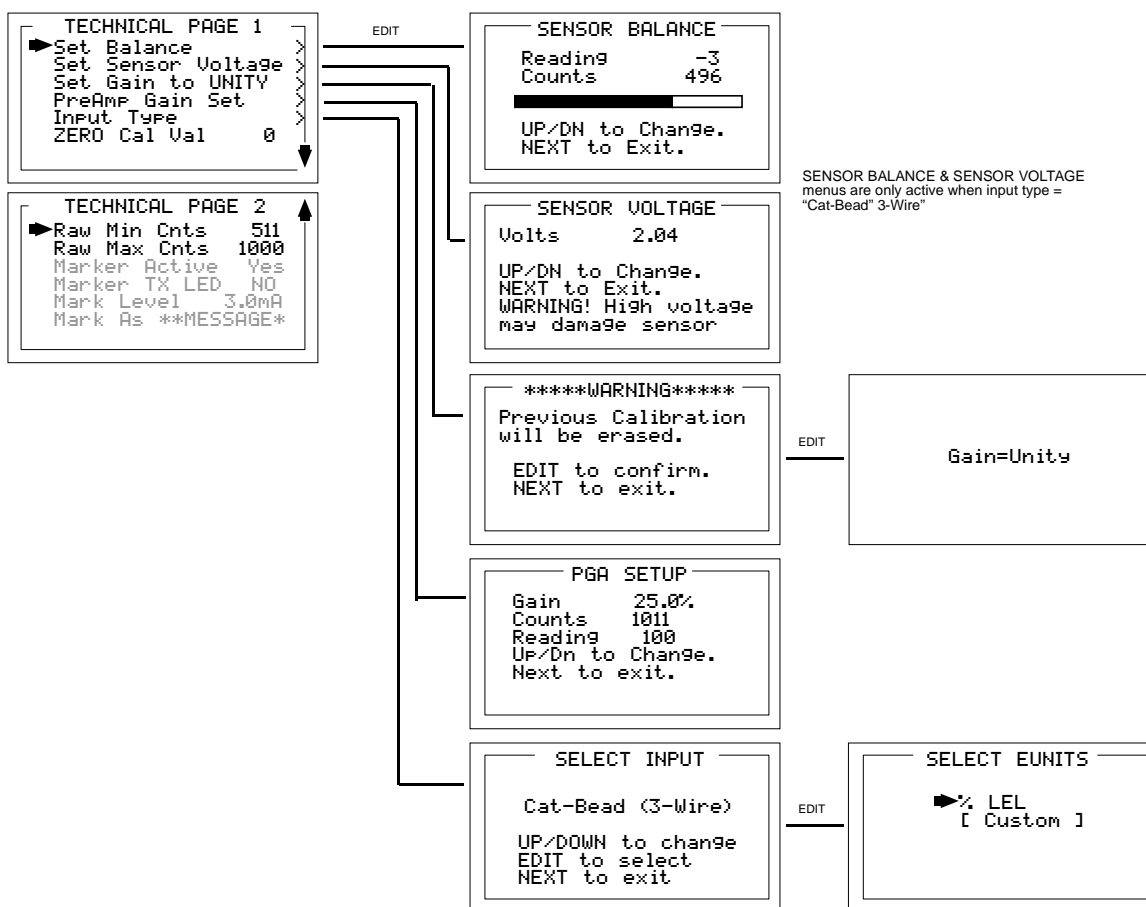 TECHNICAL PAGE 1
Set Balance >
Set Sensor Voltage >
Set Gain to UNITY >
PreAmp Gain Set >
Input Type >
ZERO Cal Val 0
EDIT
SENSOR BALANCE
Reading -3
Counts 496
UP/DN to Change.
NEXT to Exit.
TECHNICAL PAGE 2
Raw Min Cnts 511
Raw Max Cnts 1000
Marker Active Yes
Marker TX LED NO
Mark Level 3.0mA
Mark As **MESSAGE*
SENSOR VOLTAGE
Volts 2.04
UP/DN to Change.
NEXT to Exit.
WARNING! High voltage
may damage sensor
SENSOR BALANCE & SENSOR VOLTAGE
menus are only active when input type =
“Cat-Bead” 3-Wire”
*****WARNING*****
Previous Calibration
will be erased.
EDIT to confirm.
NEXT to exit.
EDIT
Gain=Unity
PGA SETUP
Gain 25.0%
Counts 1011
Reading 100
Up/Dn to Change.
Next to exit.
SELECT INPUT
Cat-Bead (3-Wire)
UP/DOWN to change
EDIT to select
NEXT to exit
EDIT
SELECT EUNITS
% LEL
[ Custom ]